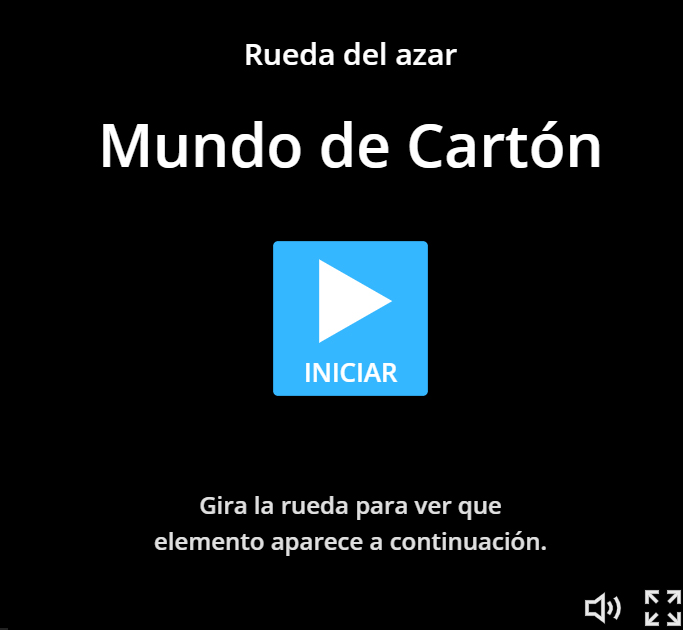 Rueda del azar
Mundo de Cartón
INICIAR
Gira la rueda para ver que
elemento aparece a continuación.